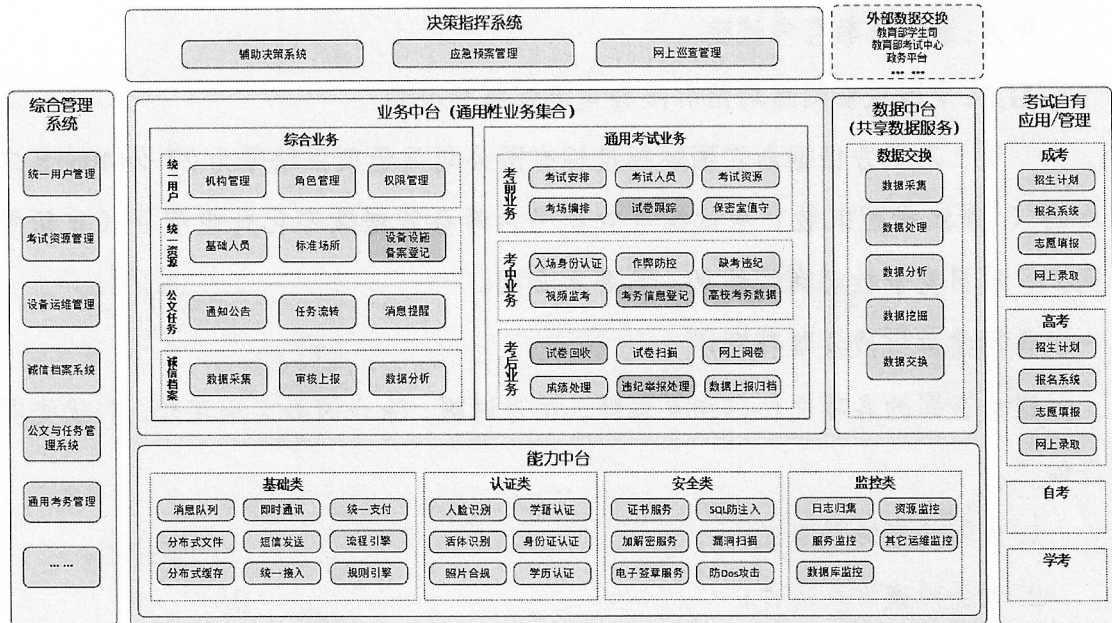 决策指挥系统
辅助决策系统 应急预案管理 网上巡查管理
外部数据交换
教育部学生司
教育部考试中心
政务平台
… …
综合管理
系统
统一用户管理
考试资源管理
设备运维管理
诚信档案系统
公文与任务管
理系统
通用考务管理
… …
业务中台（通用性业务集合）
综合业务
统一用户
机构管理 角色管理 权限管理
统一资源
基础人员 标准场所 设备设施
备案登记
公文任务
通知公告 任务流转 消息提醒
诚信档案
数据采集 审核上报 数据分析
通用考试业务
考前业务
考试安排 考试人员 考试资源
考场编排 试卷跟踪 保密室值守
考中业务
入场身份认证 作弊防控 缺考违纪
视频监考 考务信息登记 高校考务数据
考后业务
试卷回收 试卷扫描 网上阅卷
成绩处理 违纪举报处理 数据上报归档
数据中台
（共享数据服务）
数据交换
数据采集
数据处理
数据分析
数据挖掘
数据交换
考试自有
应用/管理
成考
招生计划
报名系统
志愿填报
网上录取
高考
招生计划
报名系统
志愿填报
网上录取
自考
学考
能力中台
基础类
消息队列 即时通讯 统一支付
分布式文件 短信发送 流程引擎
分布式缓存 统一接入 规则引擎
认证类
人脸识别 学籍认证
活体识别 身份证认证
照片合规 学历认证
安全类
证书服务 SQL防注入
加解密服务 漏洞扫描
电子签章服务 防Dos攻击
监控类
日志归集 资源监控
服务监控 其它运维监控
数据库监控